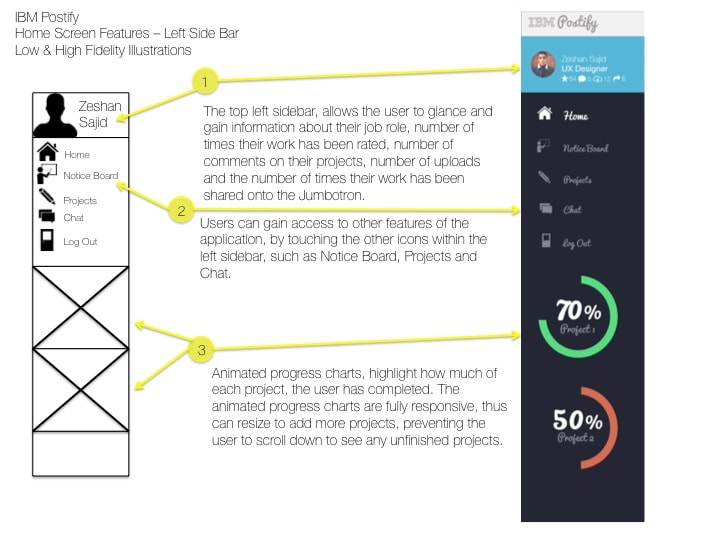 IBM Postify
Home Screen Features – Left Side Bar
Low & High Fidelity Illustrations
Zeshan
Sajid
Home
Notice Board
Projects
Chat
Log Out
1
The top left sidebar, allows the user to glance and
gain information about their job role, number of
times their work has been rated, number of
comments on their projects, number of uploads
and the number of times their work has been
shared onto the Jumbotron.
2
Users can gain access to other features of the
application, by touching the other icons within the
left sidebar, such as Notice Board, Projects and
Chat.
3
Animated progress charts, highlight how much of
each project, the user has completed. The
animated progress charts are fully responsive, thus
can resize to add more projects, preventing the
user to scroll down to see any unfinished projects.
IBM Postify
Zeshan Sajid
UX Designer
64 5 12 6
Home
Notice Board
Projects
Chat
Log Out
70%
Project 1
50%
Project 2